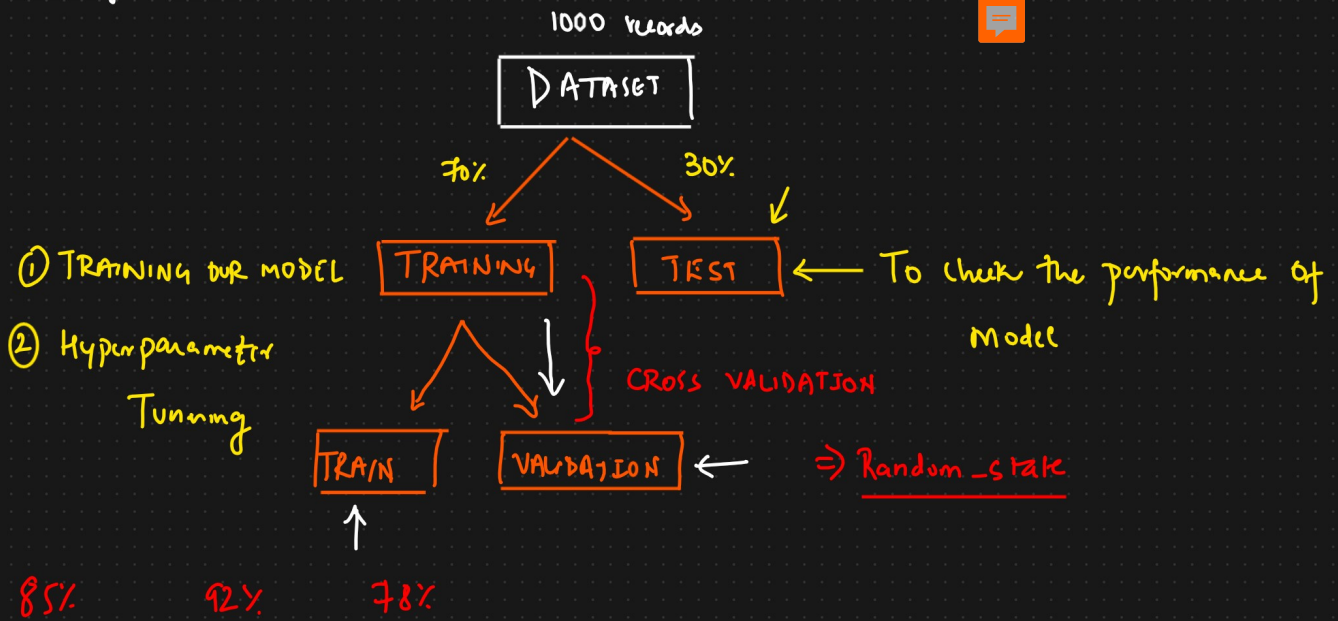 1000 records
DATASET
70% 30%
① TRAINING OUR MODEL TRAINING TEST To check the performance of
② Hyperparameter Model
Tunning CROSS VALIDATION
TRAIN VALIDATION ⇒ Random_state
85% 92% 78%